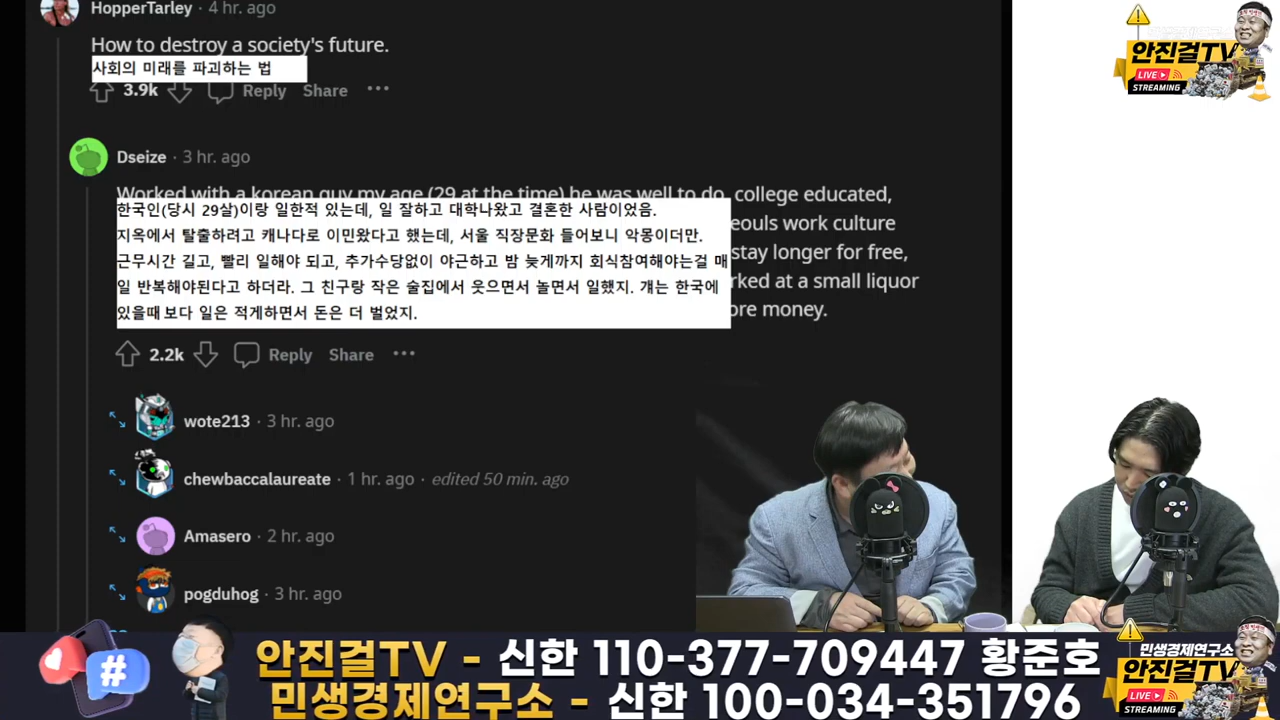 HopperTarley · 4 hr. ago
How to destroy a society's future.
사회의 미래를 파괴하는 법
3.9k Reply Share ···
Dseize · 3 hr. ago
Worked with a korean guy my age (29 at the time) he was well to do, college educated,
한국인(당시 29살)이랑 일한적 있는데, 일 잘하고 대학나왔고 결혼한 사람이었음.
eouls work culture
지옥에서 탈출하려고 캐나다로 이민왔다고 했는데, 서울 직장문화 들어보니 악몽이더만.
stay longer for free,
근무시간 길고, 빨리 일해야 되고, 추가수당없이 야근하고 밤 늦게까지 회식참여해야는걸 매
rked at a small liquor
일 반복해야된다고 하더라. 그 친구랑 작은 술집에서 웃으면서 놀면서 일했지. 걔는 한국에
ore money.
있을때 보다 일은 적게하면서 돈은 더 벌었지.
2.2k Reply Share ···
wote213 · 3 hr. ago
chewbaccalaureate · 1 hr. ago · edited 50 min. ago
Amasero · 2 hr. ago
pogduhog · 3 hr. ago
안진걸TV
LIVE
STREAMING
안진걸TV - 신한 110-377-709447 황준호
민생경제연구소 - 신한 100-034-351796
#
민생경제연구소
안진걸TV
LIVE
STREAMING